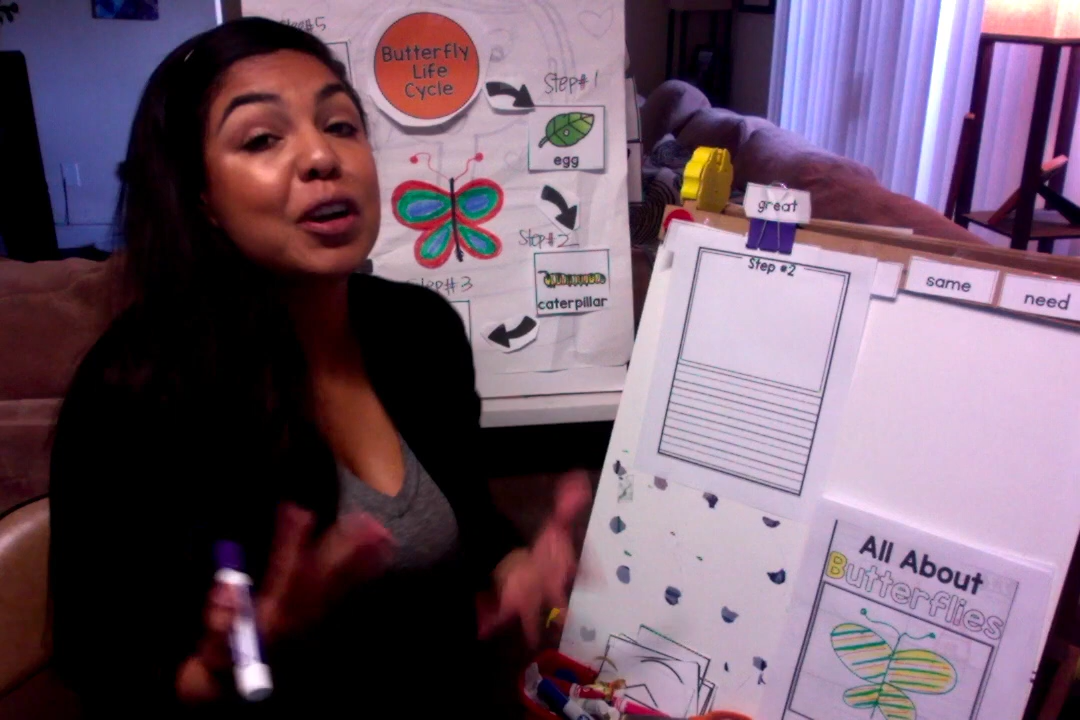 Step#5
Butterfly
Life
Cycle
Step#1
egg
Step#2
caterpillar
Step#3
great
same
need
Step #2
All About
Butterflies